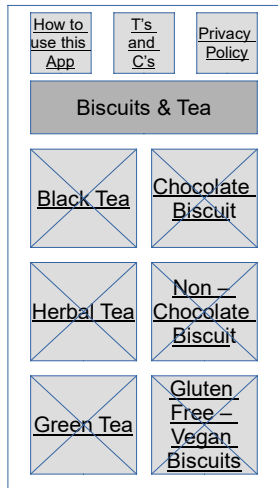 How to
use this
App
T's
and
C's
Privacy
Policy
Biscuits & Tea
Black Tea
Chocolate
Biscuit
Herbal Tea
Non –
Chocolate
Biscuit
Green Tea
Gluten
Free –
Vegan
Biscuits